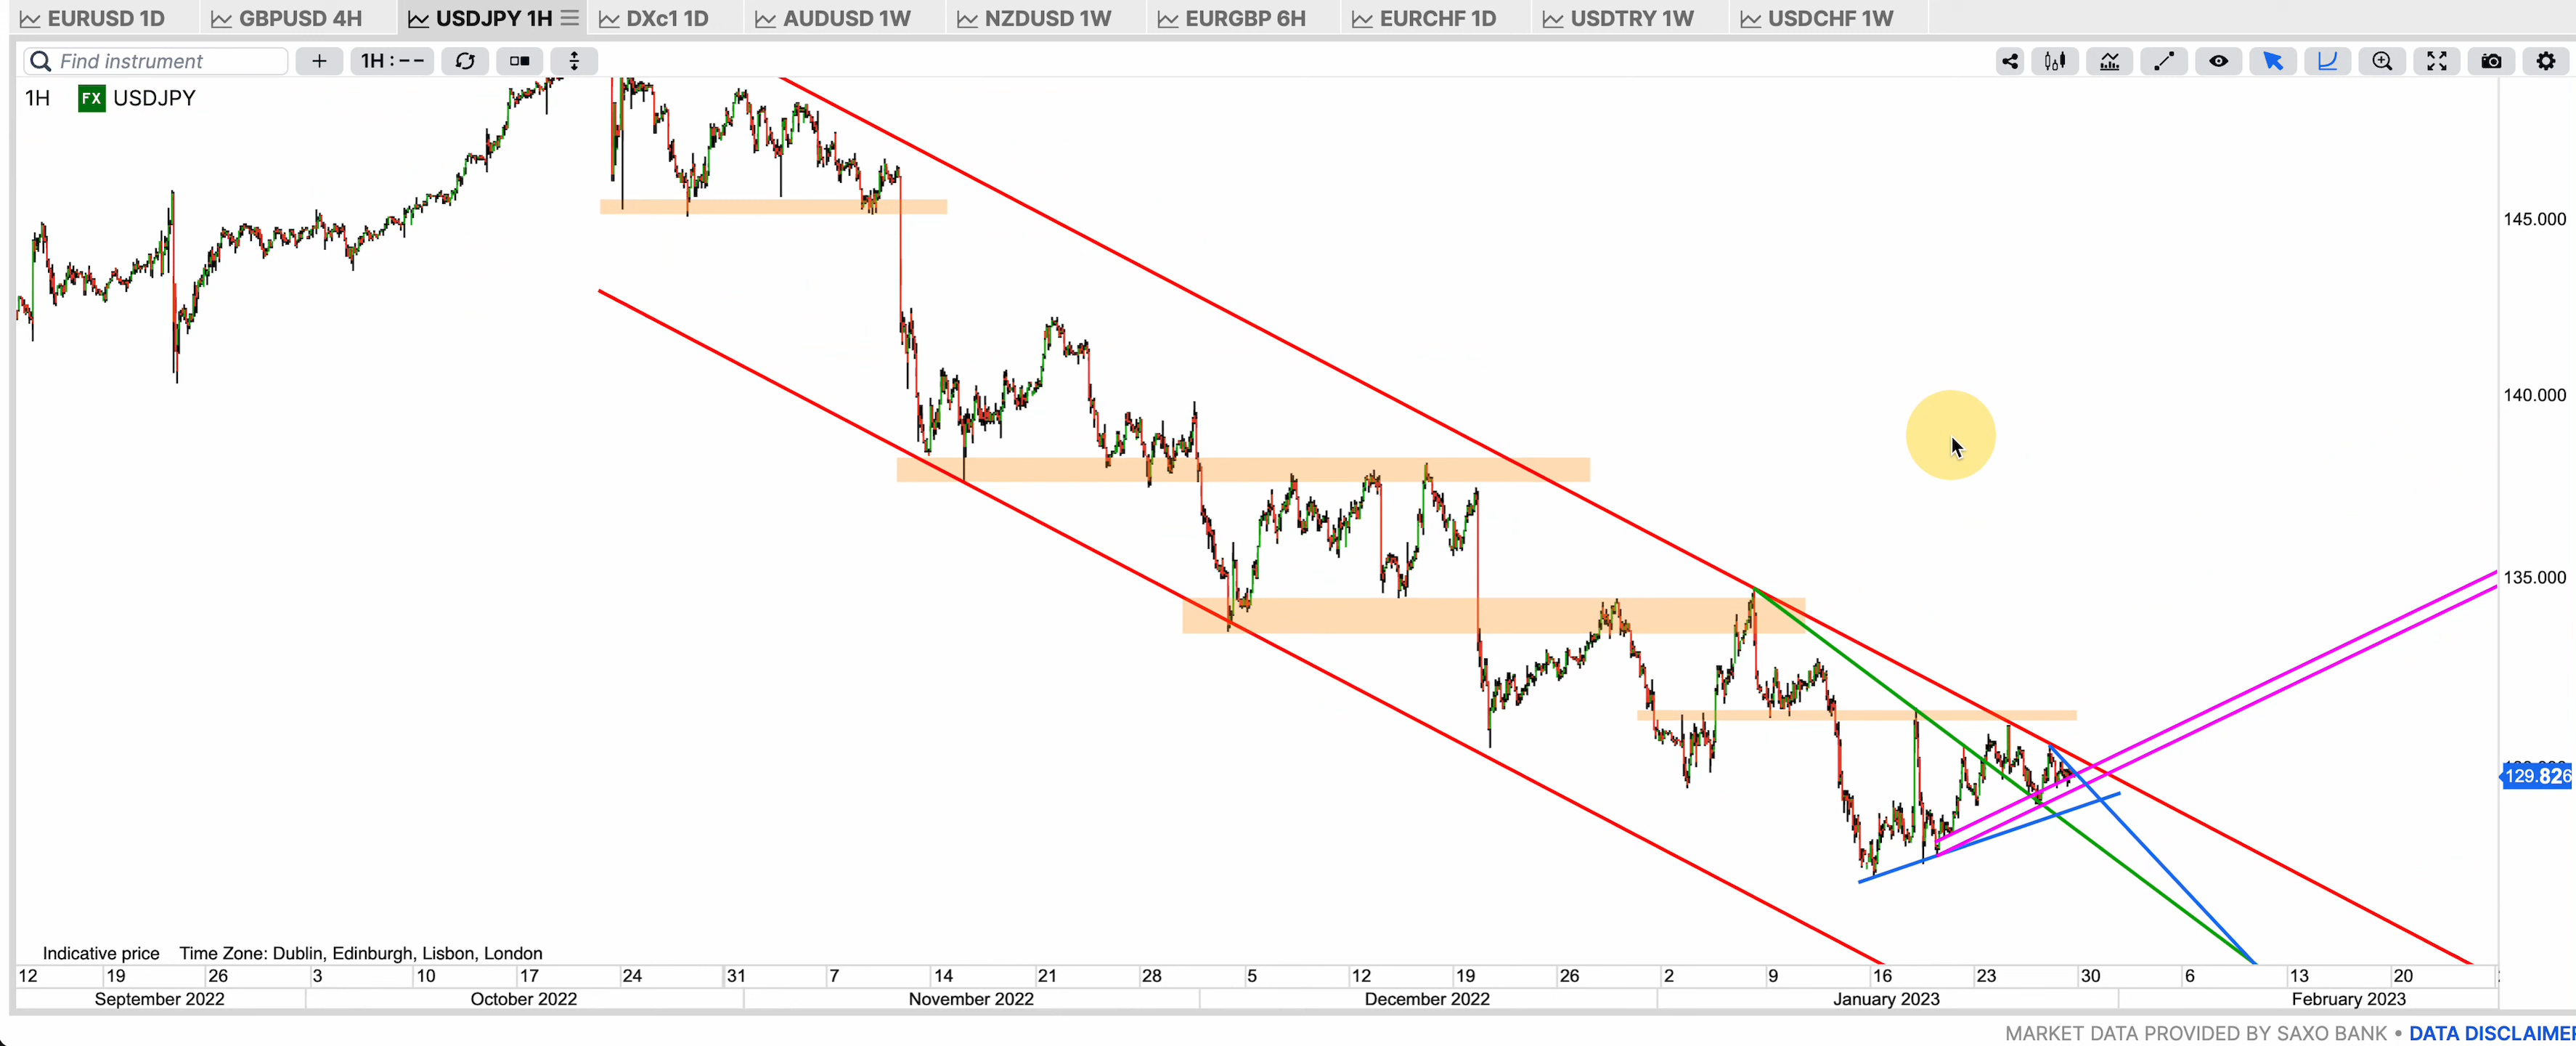 EURUSD 1D GBPUSD 4H USDJPY 1H DXc1 1D AUDUSD 1W NZDUSD 1W EURGBP 6H EURCHF 1D USDTRY 1W USDCHF 1W
Find instrument + 1H : – –
1H FX USDJPY
145.000
140.000
135.000
129.826
Indicative price Time Zone: Dublin, Edinburgh, Lisbon, London
12 19 26 3 10 17 24 31 7 14 21 28 5 12 19 26 2 9 16 23 30 6 13 20
September 2022 October 2022 November 2022 December 2022 January 2023 February 2023
MARKET DATA PROVIDED BY SAXO BANK • DATA DISCLAIMER